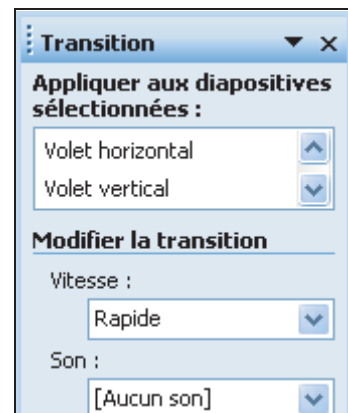 Transition
Appliquer aux diapositives
sélectionnées :
Volet horizontal
Volet vertical
Modifier la transition
Vitesse :
Rapide
Son :
[Aucun son]